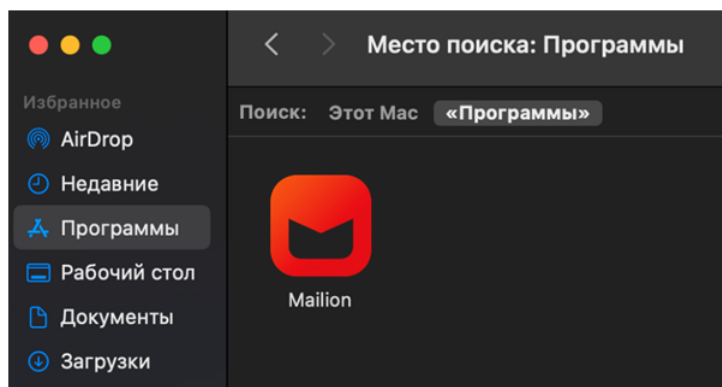 Место поиска: Программы
Избранное
AirDrop
Недавние
Программы
Рабочий стол
Документы
Загрузки
Поиск: Этот Mac «Программы»
Mailion